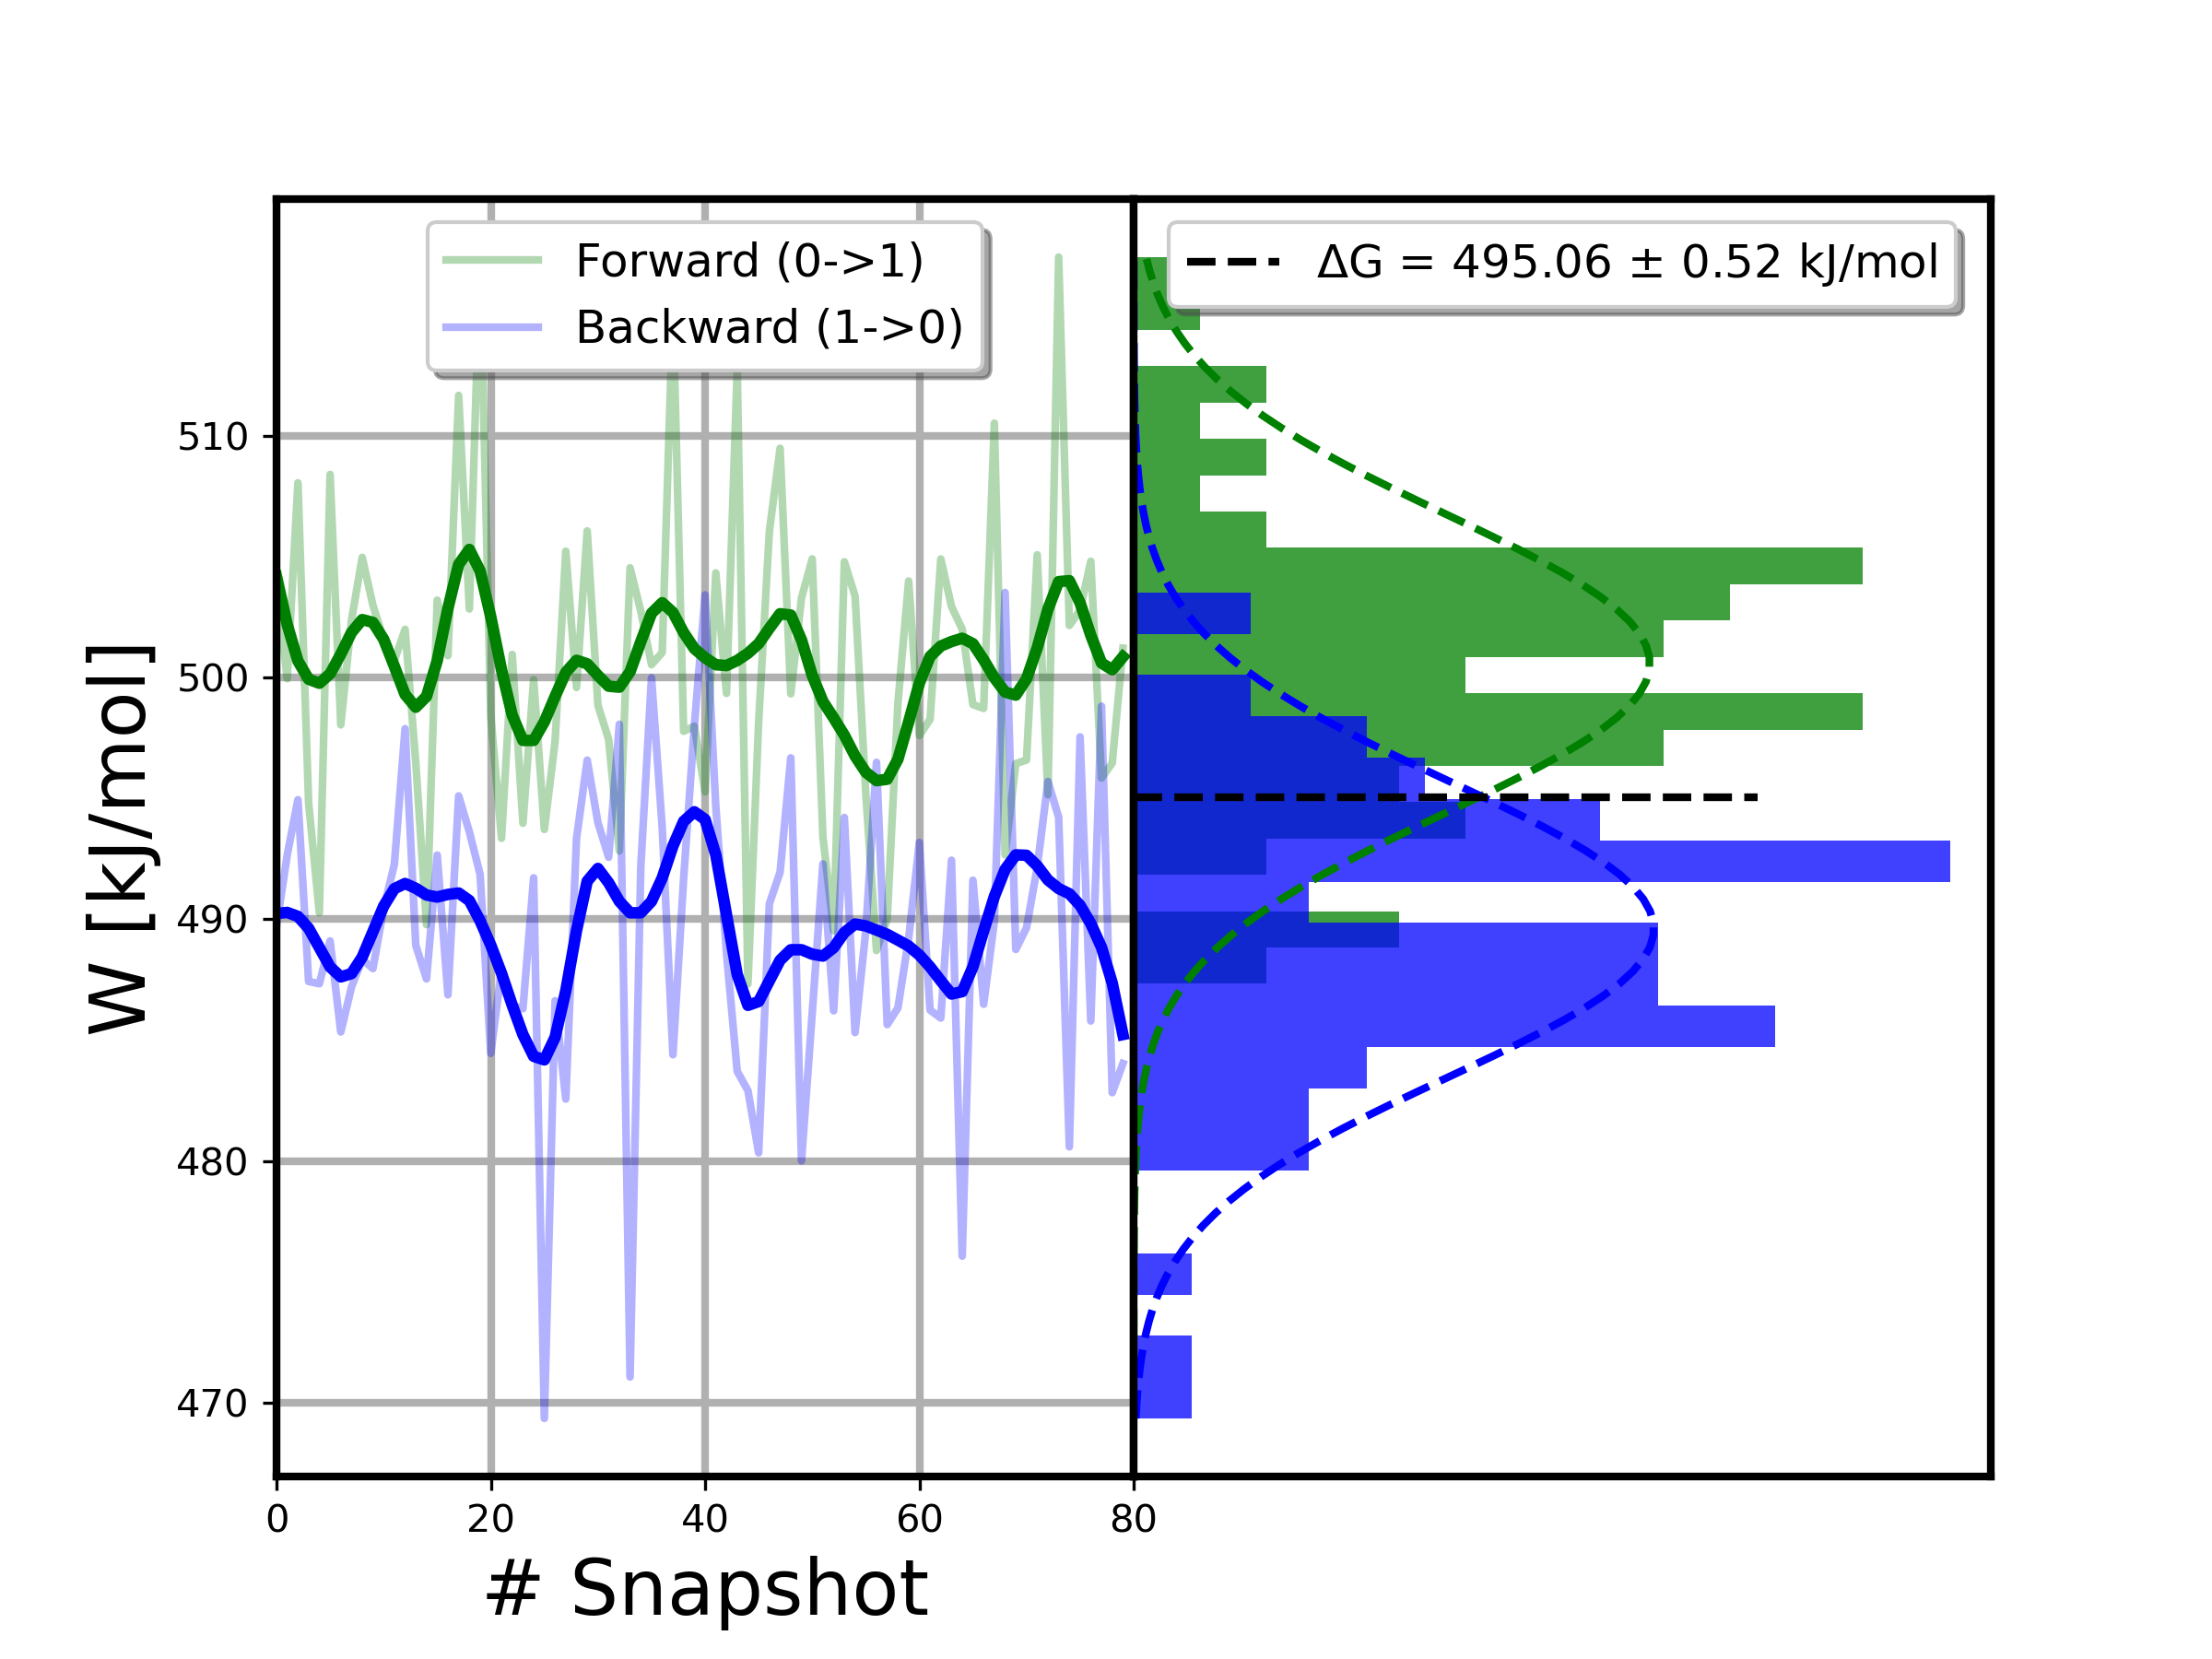 Forward (0->1)
Backward (1->0)
ΔG = 495.06 ± 0.52 kJ/mol
W [kJ/mol]
510
500
490
480
470
0 20 40 60 80
# Snapshot